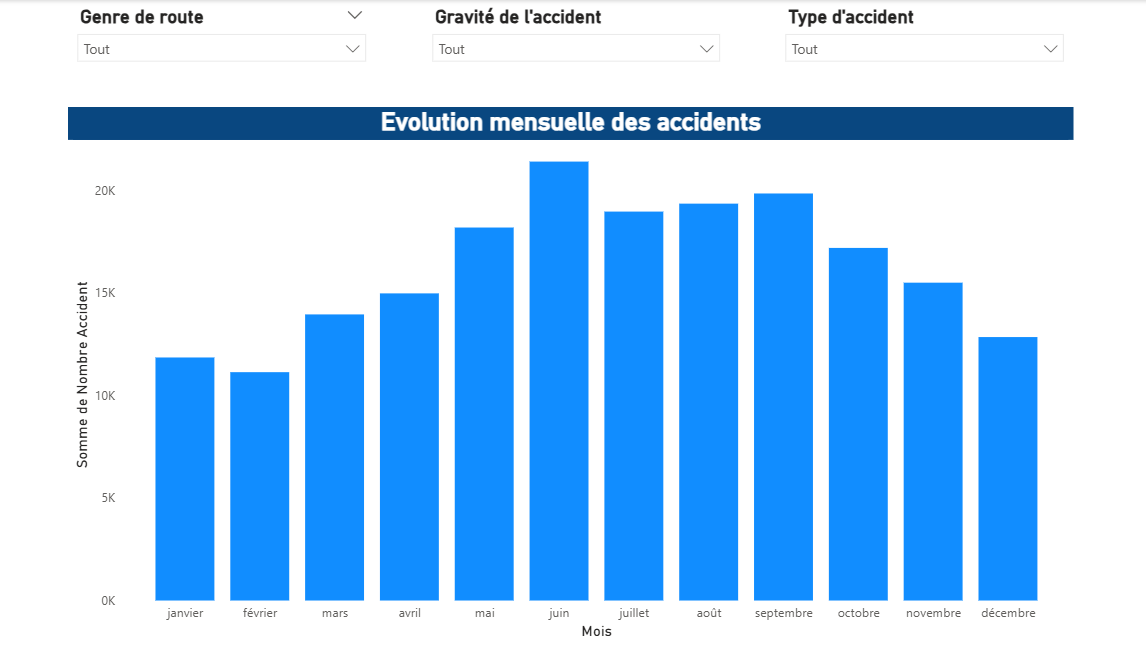 Genre de route
Gravité de l'accident
Type d'accident
Tout
Tout
Tout
Evolution mensuelle des accidents
20K
15K
10K
5K
0K
Somme de Nombre Accident
janvier février mars avril mai juin juillet août septembre octobre novembre décembre
Mois